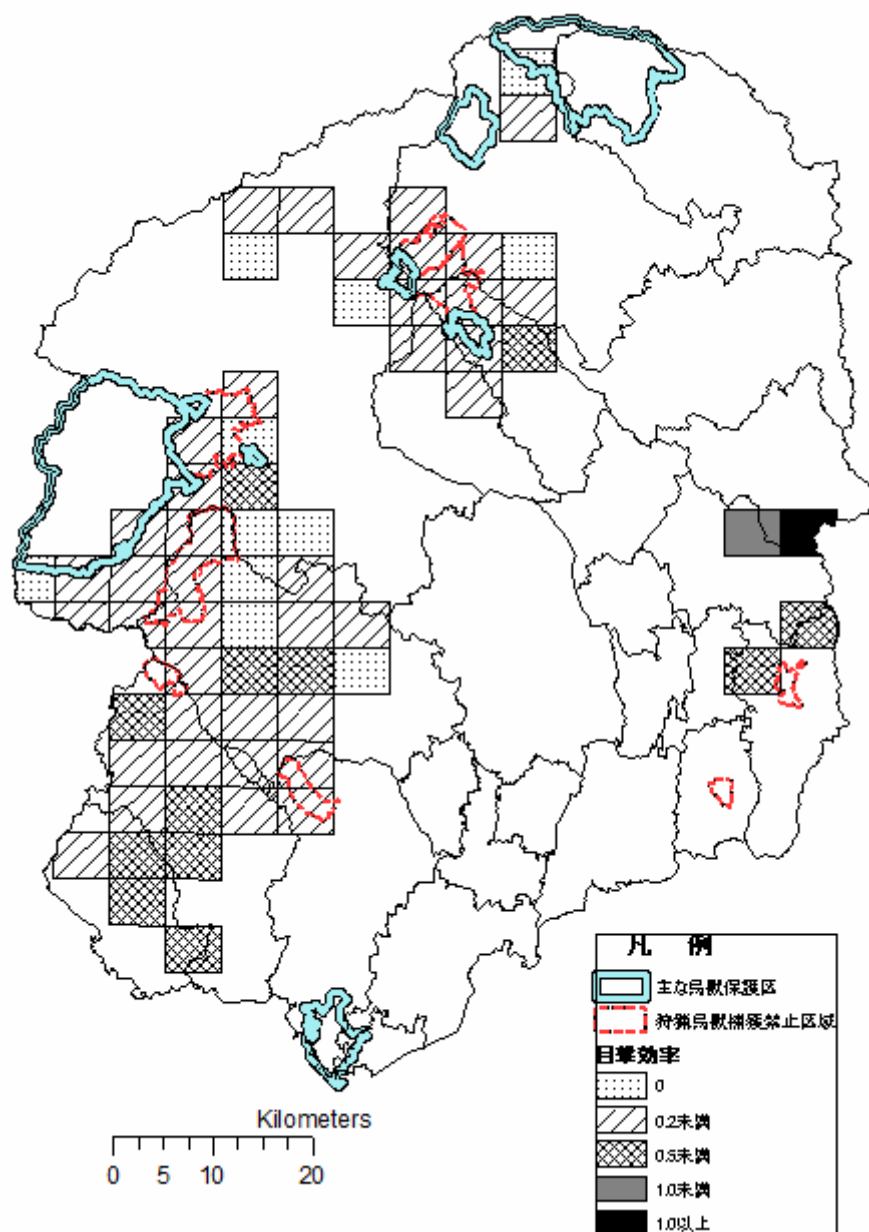 Kilometers
0 5 10 20
凡 例
主な鳥獣保護区
狩猟鳥獣捕獲禁止区域
目撃効率
0
0.2未満
0.5未満
1.0未満
1.0以上